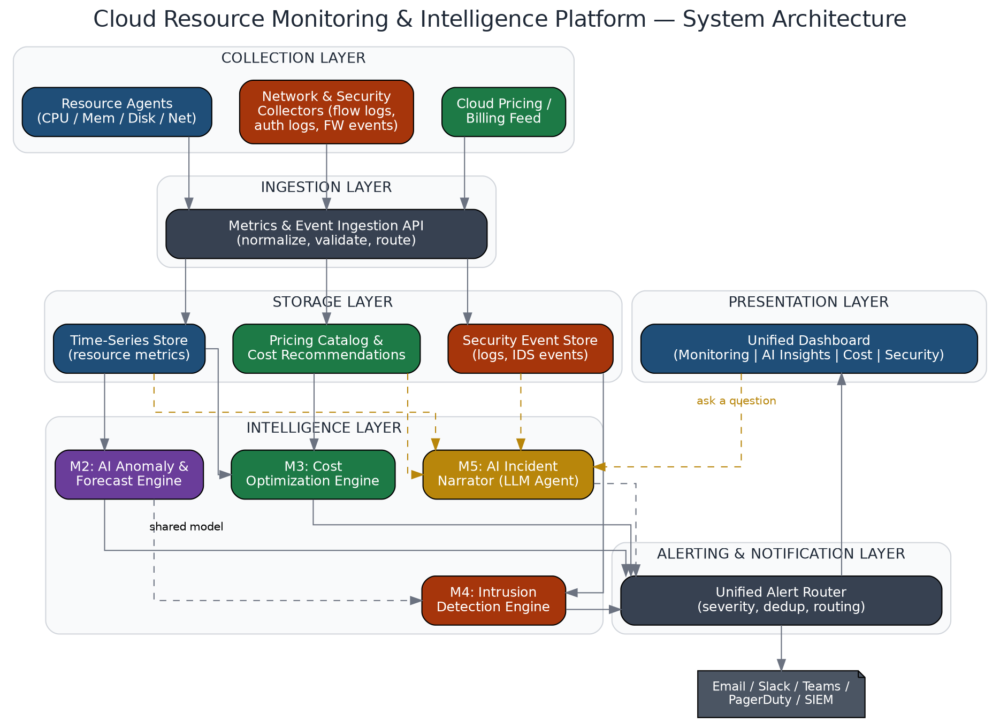 Cloud Resource Monitoring & Intelligence Platform — System Architecture
COLLECTION LAYER
Resource Agents
(CPU / Mem / Disk / Net)
Network & Security
Collectors (flow logs,
auth logs, FW events)
Cloud Pricing /
Billing Feed
INGESTION LAYER
Metrics & Event Ingestion API
(normalize, validate, route)
STORAGE LAYER
Time-Series Store
(resource metrics)
Pricing Catalog &
Cost Recommendations
Security Event Store
(logs, IDS events)
PRESENTATION LAYER
Unified Dashboard
(Monitoring | AI Insights | Cost | Security)
ask a question
INTELLIGENCE LAYER
M2: AI Anomaly &
Forecast Engine
M3: Cost
Optimization Engine
M5: AI Incident
Narrator (LLM Agent)
shared model
M4: Intrusion
Detection Engine
ALERTING & NOTIFICATION LAYER
Unified Alert Router
(severity, dedup, routing)
Email / Slack / Teams /
PagerDuty / SIEM